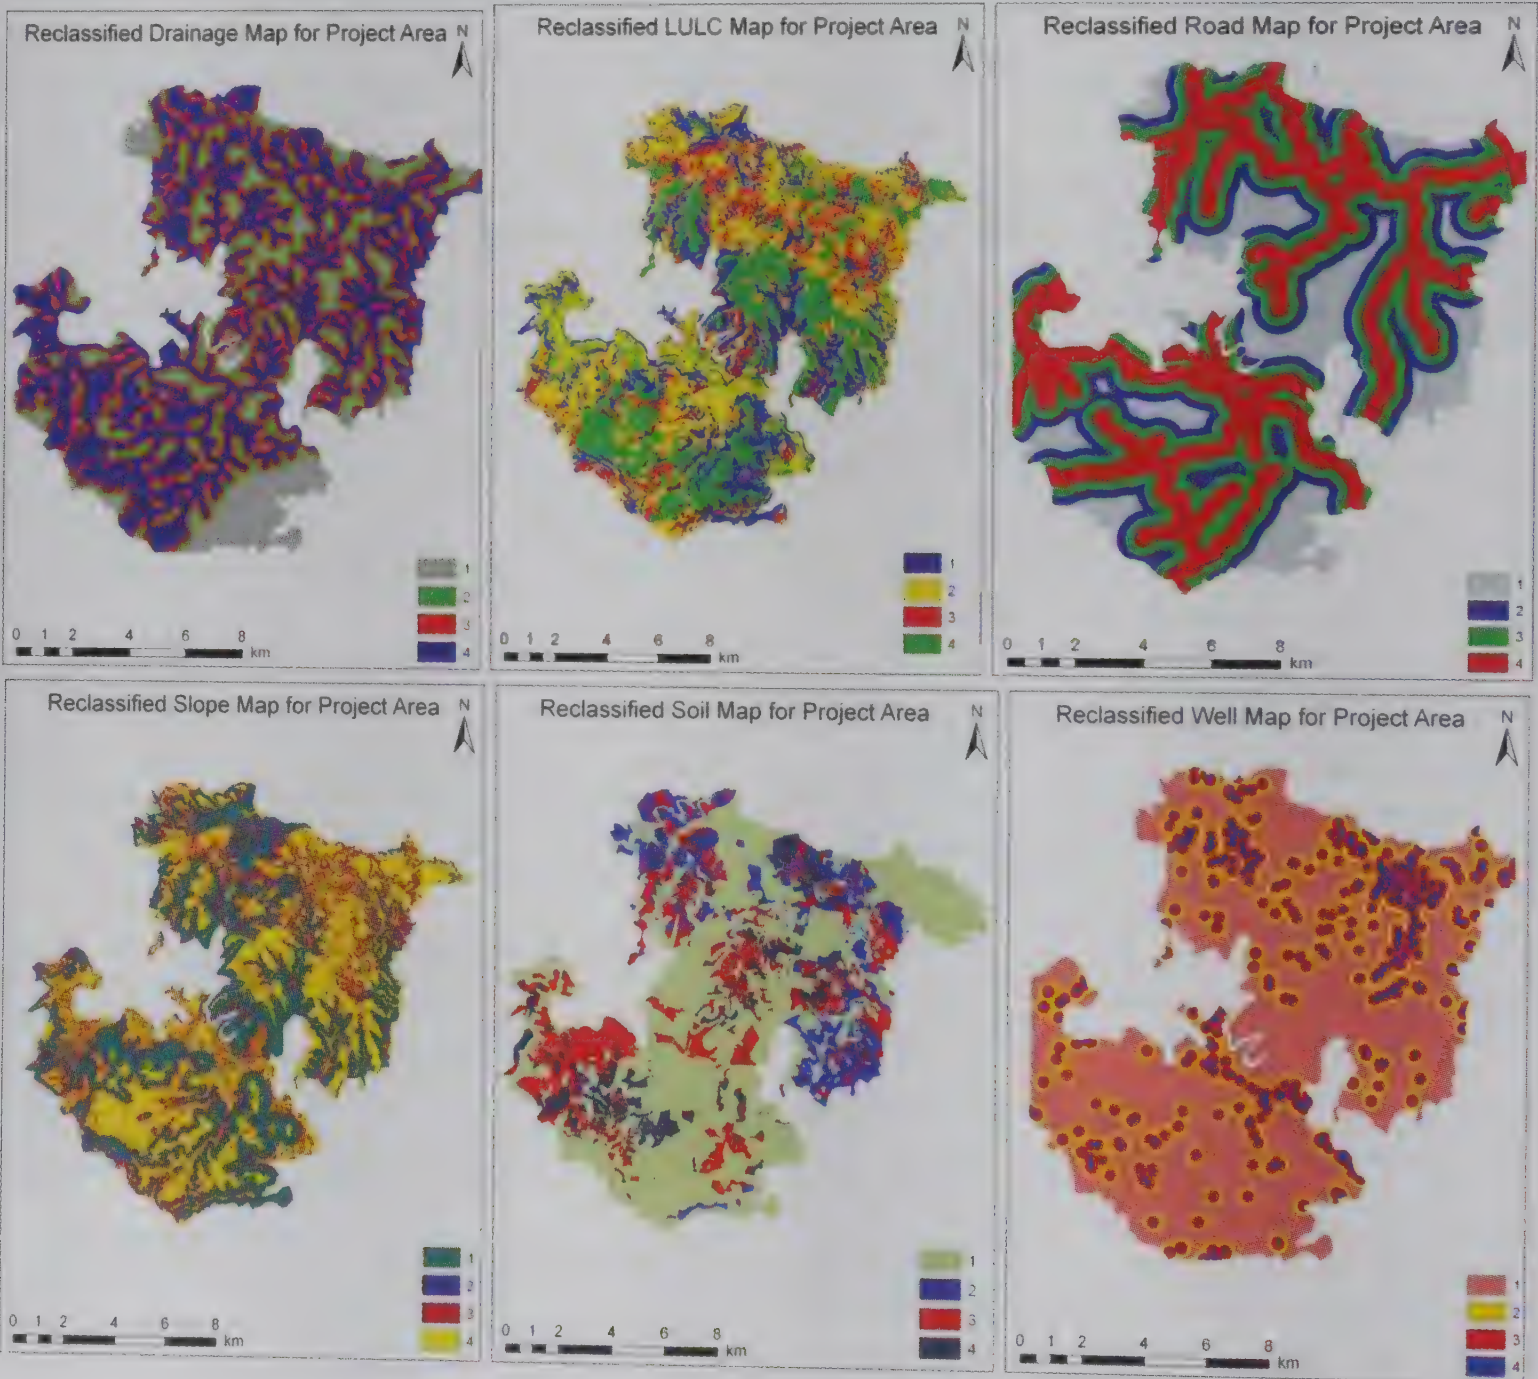 Reclassified Drainage Map for Project Area N
1
2
3
4
0 1 2 4 6 8
km
Reclassified LULC Map for Project Area N
1
2
3
4
0 1 2 4 6 8
km
Reclassified Road Map for Project Area N
1
2
3
4
0 1 2 4 6 8
km
Reclassified Slope Map for Project Area N
1
2
3
4
0 1 2 4 6 8
km
Reclassified Soil Map for Project Area N
1
2
3
4
0 1 2 4 6 8
km
Reclassified Well Map for Project Area N
1
2
3
4
0 1 2 4 6 8
km